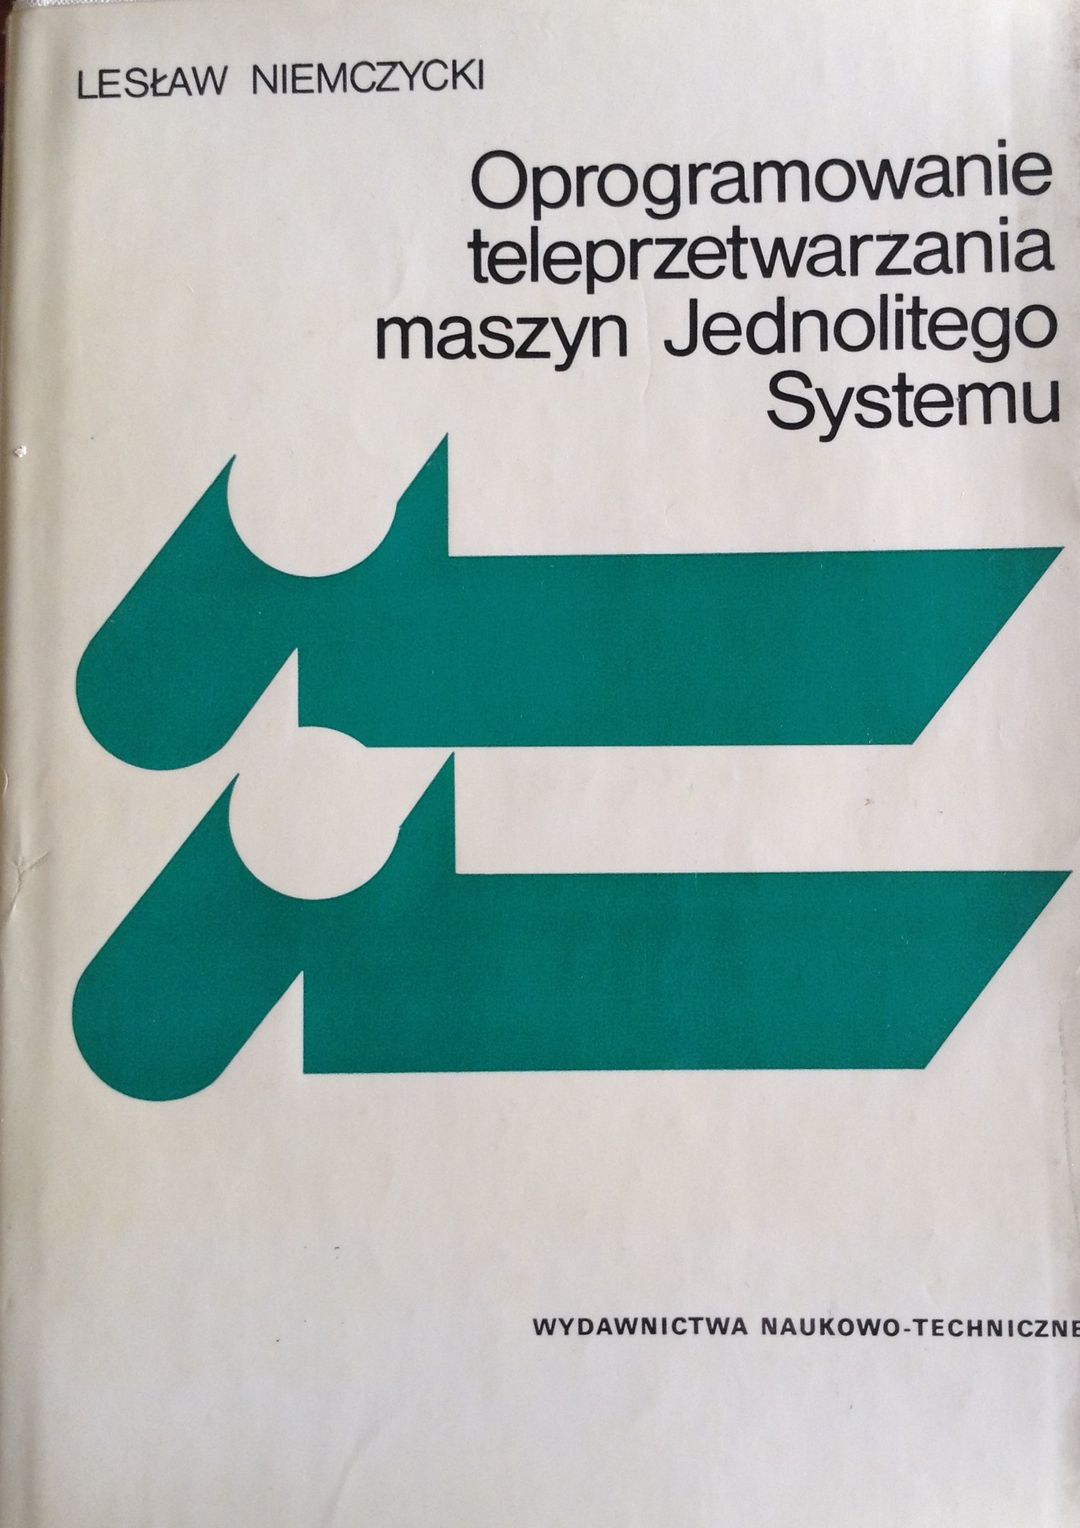 LESŁAW NIEMCZYCKI
Oprogramowanie
teleprzetwarzania
maszyn Jednolitego
Systemu
WYDAWNICTWA NAUKOWO-TECHNICZNE